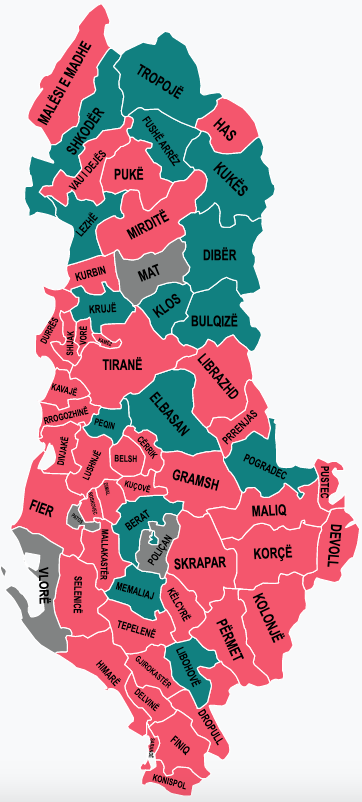 MALËSI E MADHE
TROPOJË
SHKODËR
FUSHË ARRËZ
HAS
VAU I DEJËS
PUKË
KUKËS
LEZHË
MIRDITË
DIBËR
KURBIN
MAT
KRUJË
KLOS
BULQIZË
DURRËS
SHIJAK
VORË
KAMËZ
TIRANË
LIBRAZHD
KAVAJË
ELBASAN
RROGOZHINË
PEQIN
PRRENJAS
CËRRIK
DIVJAKË
LUSHNJË
BELSH
POGRADEC
GRAMSH
PUSTEC
KUÇOVË
FIER
BERAT
MALIQ
DEVOLL
MALLAKASTËR
POLIÇAN
SKRAPAR
KORÇË
VLORË
SELENICË
MEMALIAJ
KËLCYRË
KOLONJË
TEPELENË
PËRMET
HIMARË
GJIROKASTËR
LIBOHOVË
DELVINË
DROPULL
FINIQ
KONISPOL